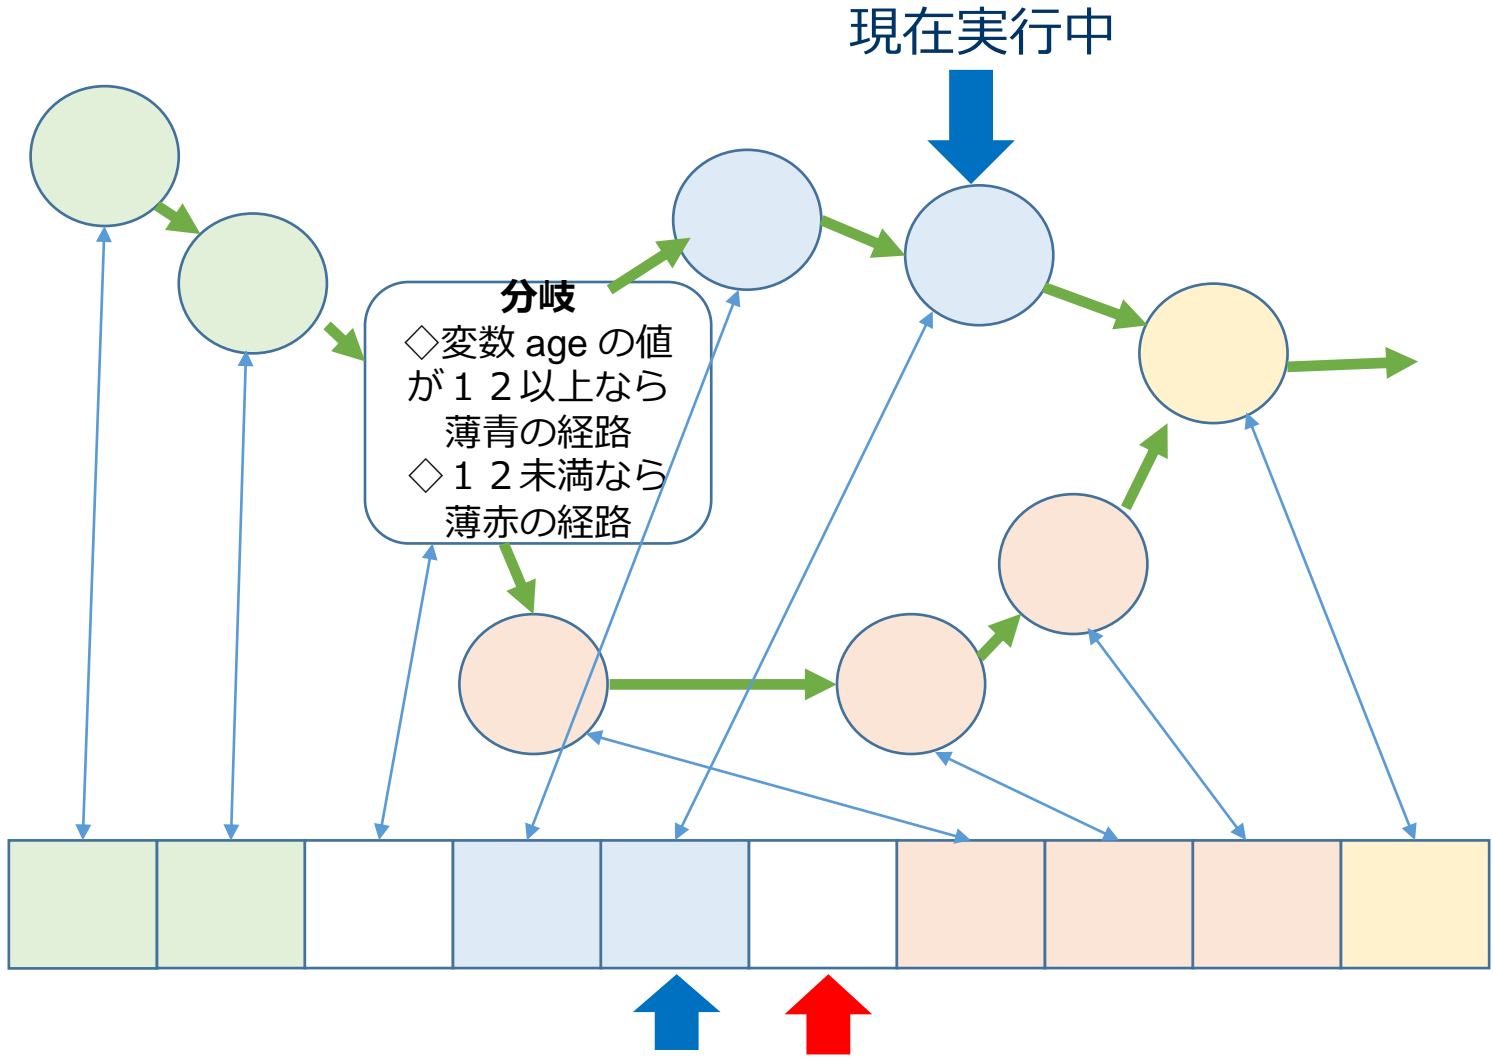 現在実行中
分岐
◇変数 age の値
が１２以上なら
薄青の経路
◇１２未満なら
薄赤の経路